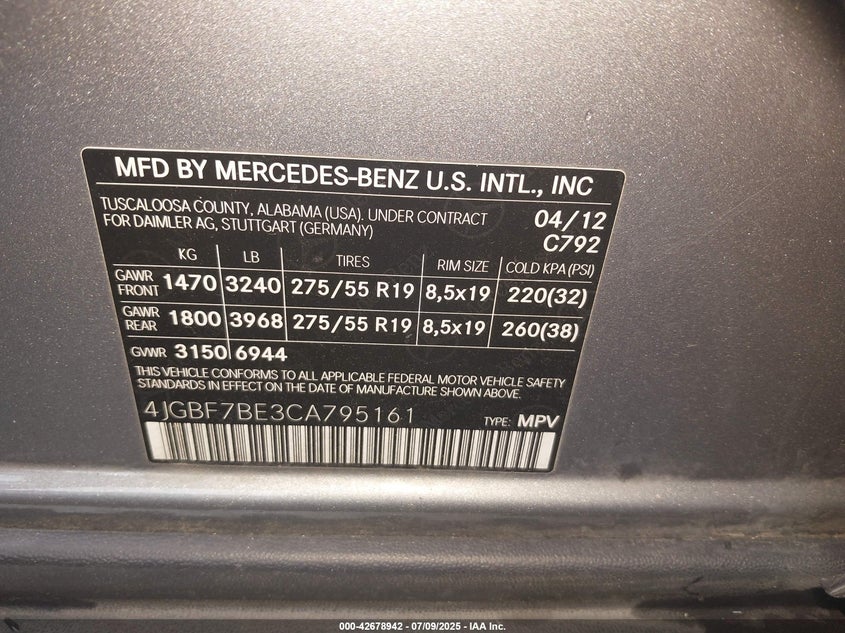 MFD BY MERCEDES-BENZ U.S. INTL., INC
TUSCALOOSA COUNTY, ALABAMA (USA). UNDER CONTRACT
FOR DAIMLER AG, STUTTGART (GERMANY)
04/12
C792
KG LB TIRES RIM SIZE COLD KPA (PSI)
GAWR FRONT 1470 3240 275/55 R19 8,5x19 220(32)
GAWR REAR 1800 3968 275/55 R19 8,5x19 260(38)
GVWR 3150 6944
THIS VEHICLE CONFORMS TO ALL APPLICABLE FEDERAL MOTOR VEHICLE SAFETY
STANDARDS IN EFFECT ON THE DATE OF MANUFACTURE SHOWN ABOVE.
4JGBF7BE3CA795161 TYPE: MPV
000-42678942 - 07/09/2025 - IAA Inc.